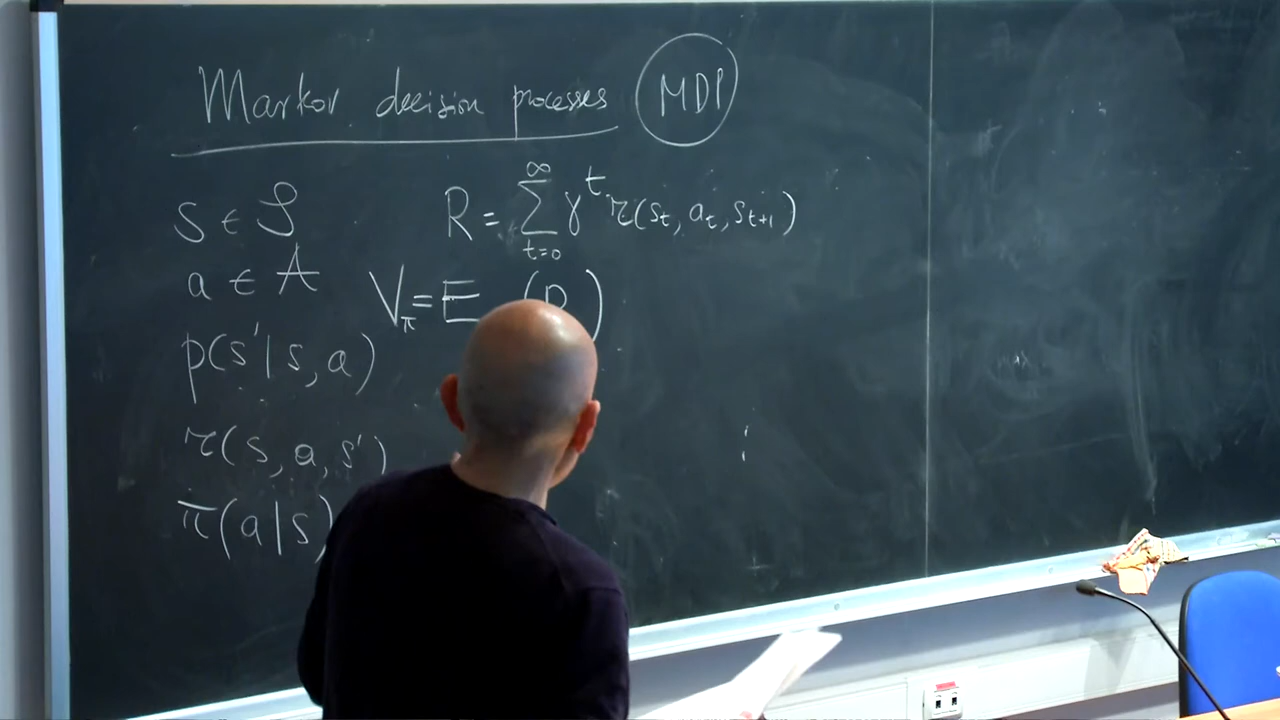 Markov decision processes MDP
s ∈ S
R = ∑_{t=0}^{∞} γ^t r(s_t, a_t, s_{t+1})
a ∈ A
V_π = E (R)
p(s'|s, a)
r(s, a, s')
π(a|s)